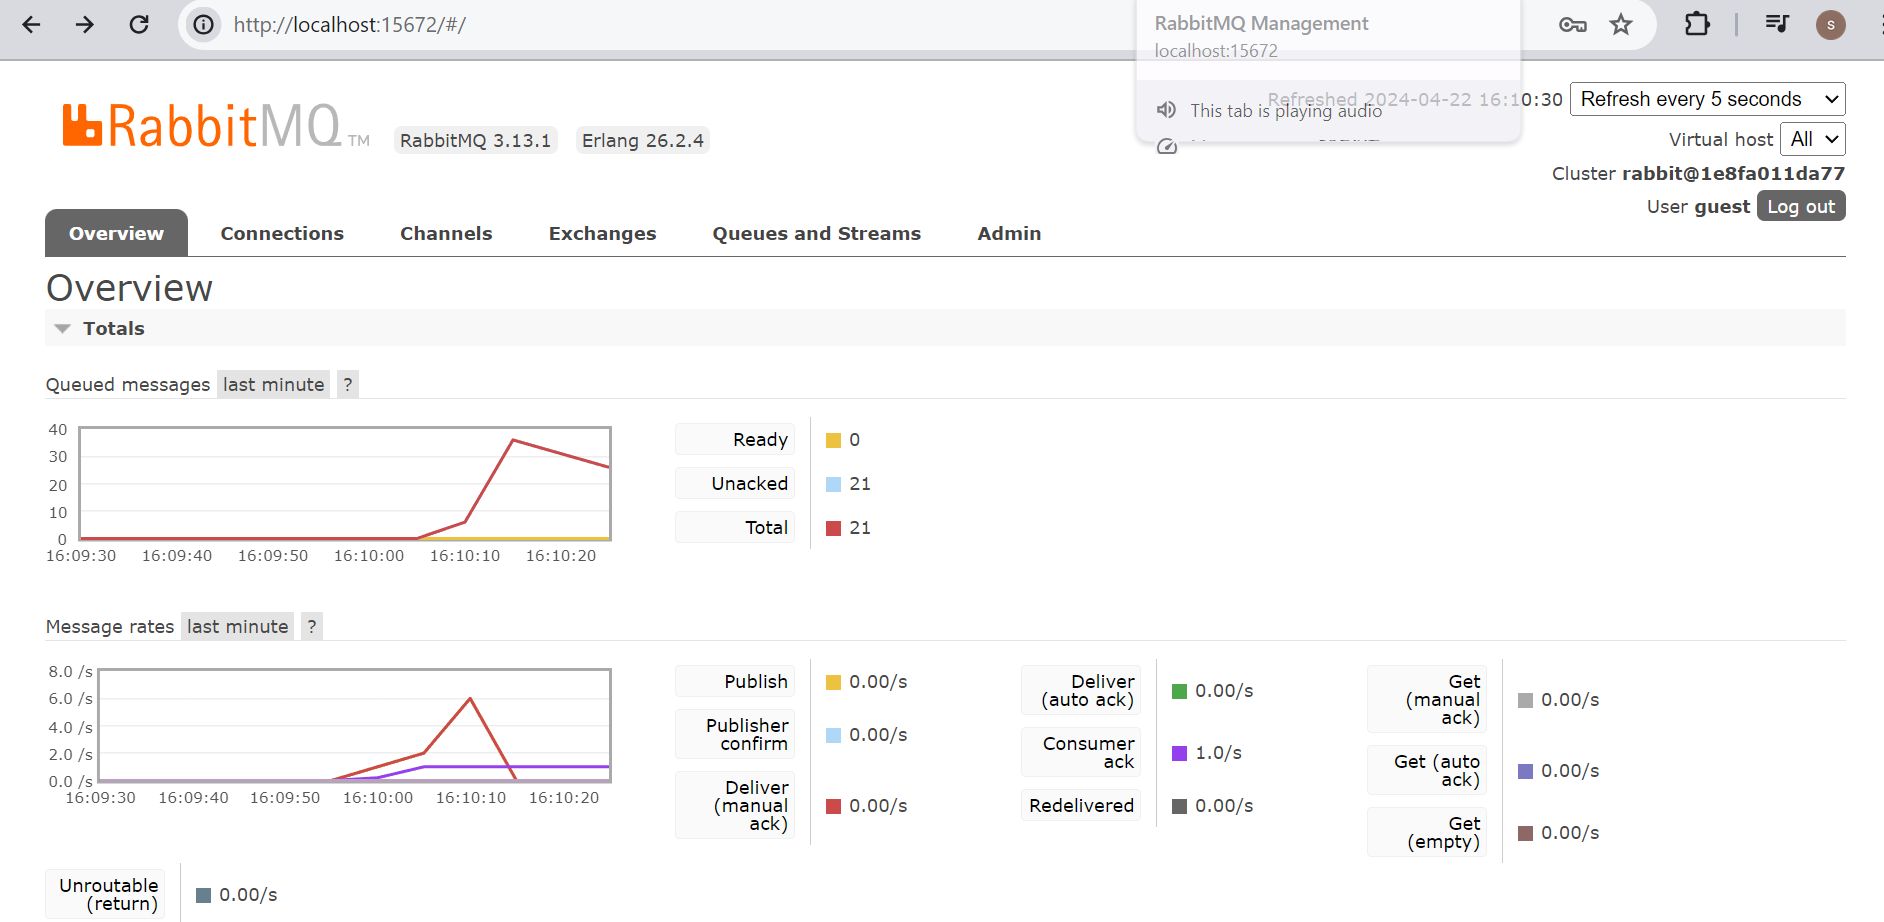 http://localhost:15672/#/
S
RabbitMQ Management
localhost:15672
This tab is playing audio
RabbitMQ TM
RabbitMQ 3.13.1 Erlang 26.2.4
Refreshed 2024-04-22 16:10:30 Refresh every 5 seconds
Virtual host All
Cluster rabbit@1e8fa011da77
User guest Log out
Overview Connections Channels Exchanges Queues and Streams Admin
Overview
Totals
Queued messages last minute ?
40
30
20
10
0
16:09:30 16:09:40 16:09:50 16:10:00 16:10:10 16:10:20
Ready 0
Unacked 21
Total 21
Message rates last minute ?
8.0 /s
6.0 /s
4.0 /s
2.0 /s
0.0 /s
16:09:30 16:09:40 16:09:50 16:10:00 16:10:10 16:10:20
Publish 0.00/s
Publisher
confirm 0.00/s
Deliver
(manual
ack) 0.00/s
Deliver
(auto ack) 0.00/s
Consumer
ack 1.0/s
Redelivered 0.00/s
Get
(manual
ack) 0.00/s
Get (auto
ack) 0.00/s
Get
(empty) 0.00/s
Unroutable
(return) 0.00/s